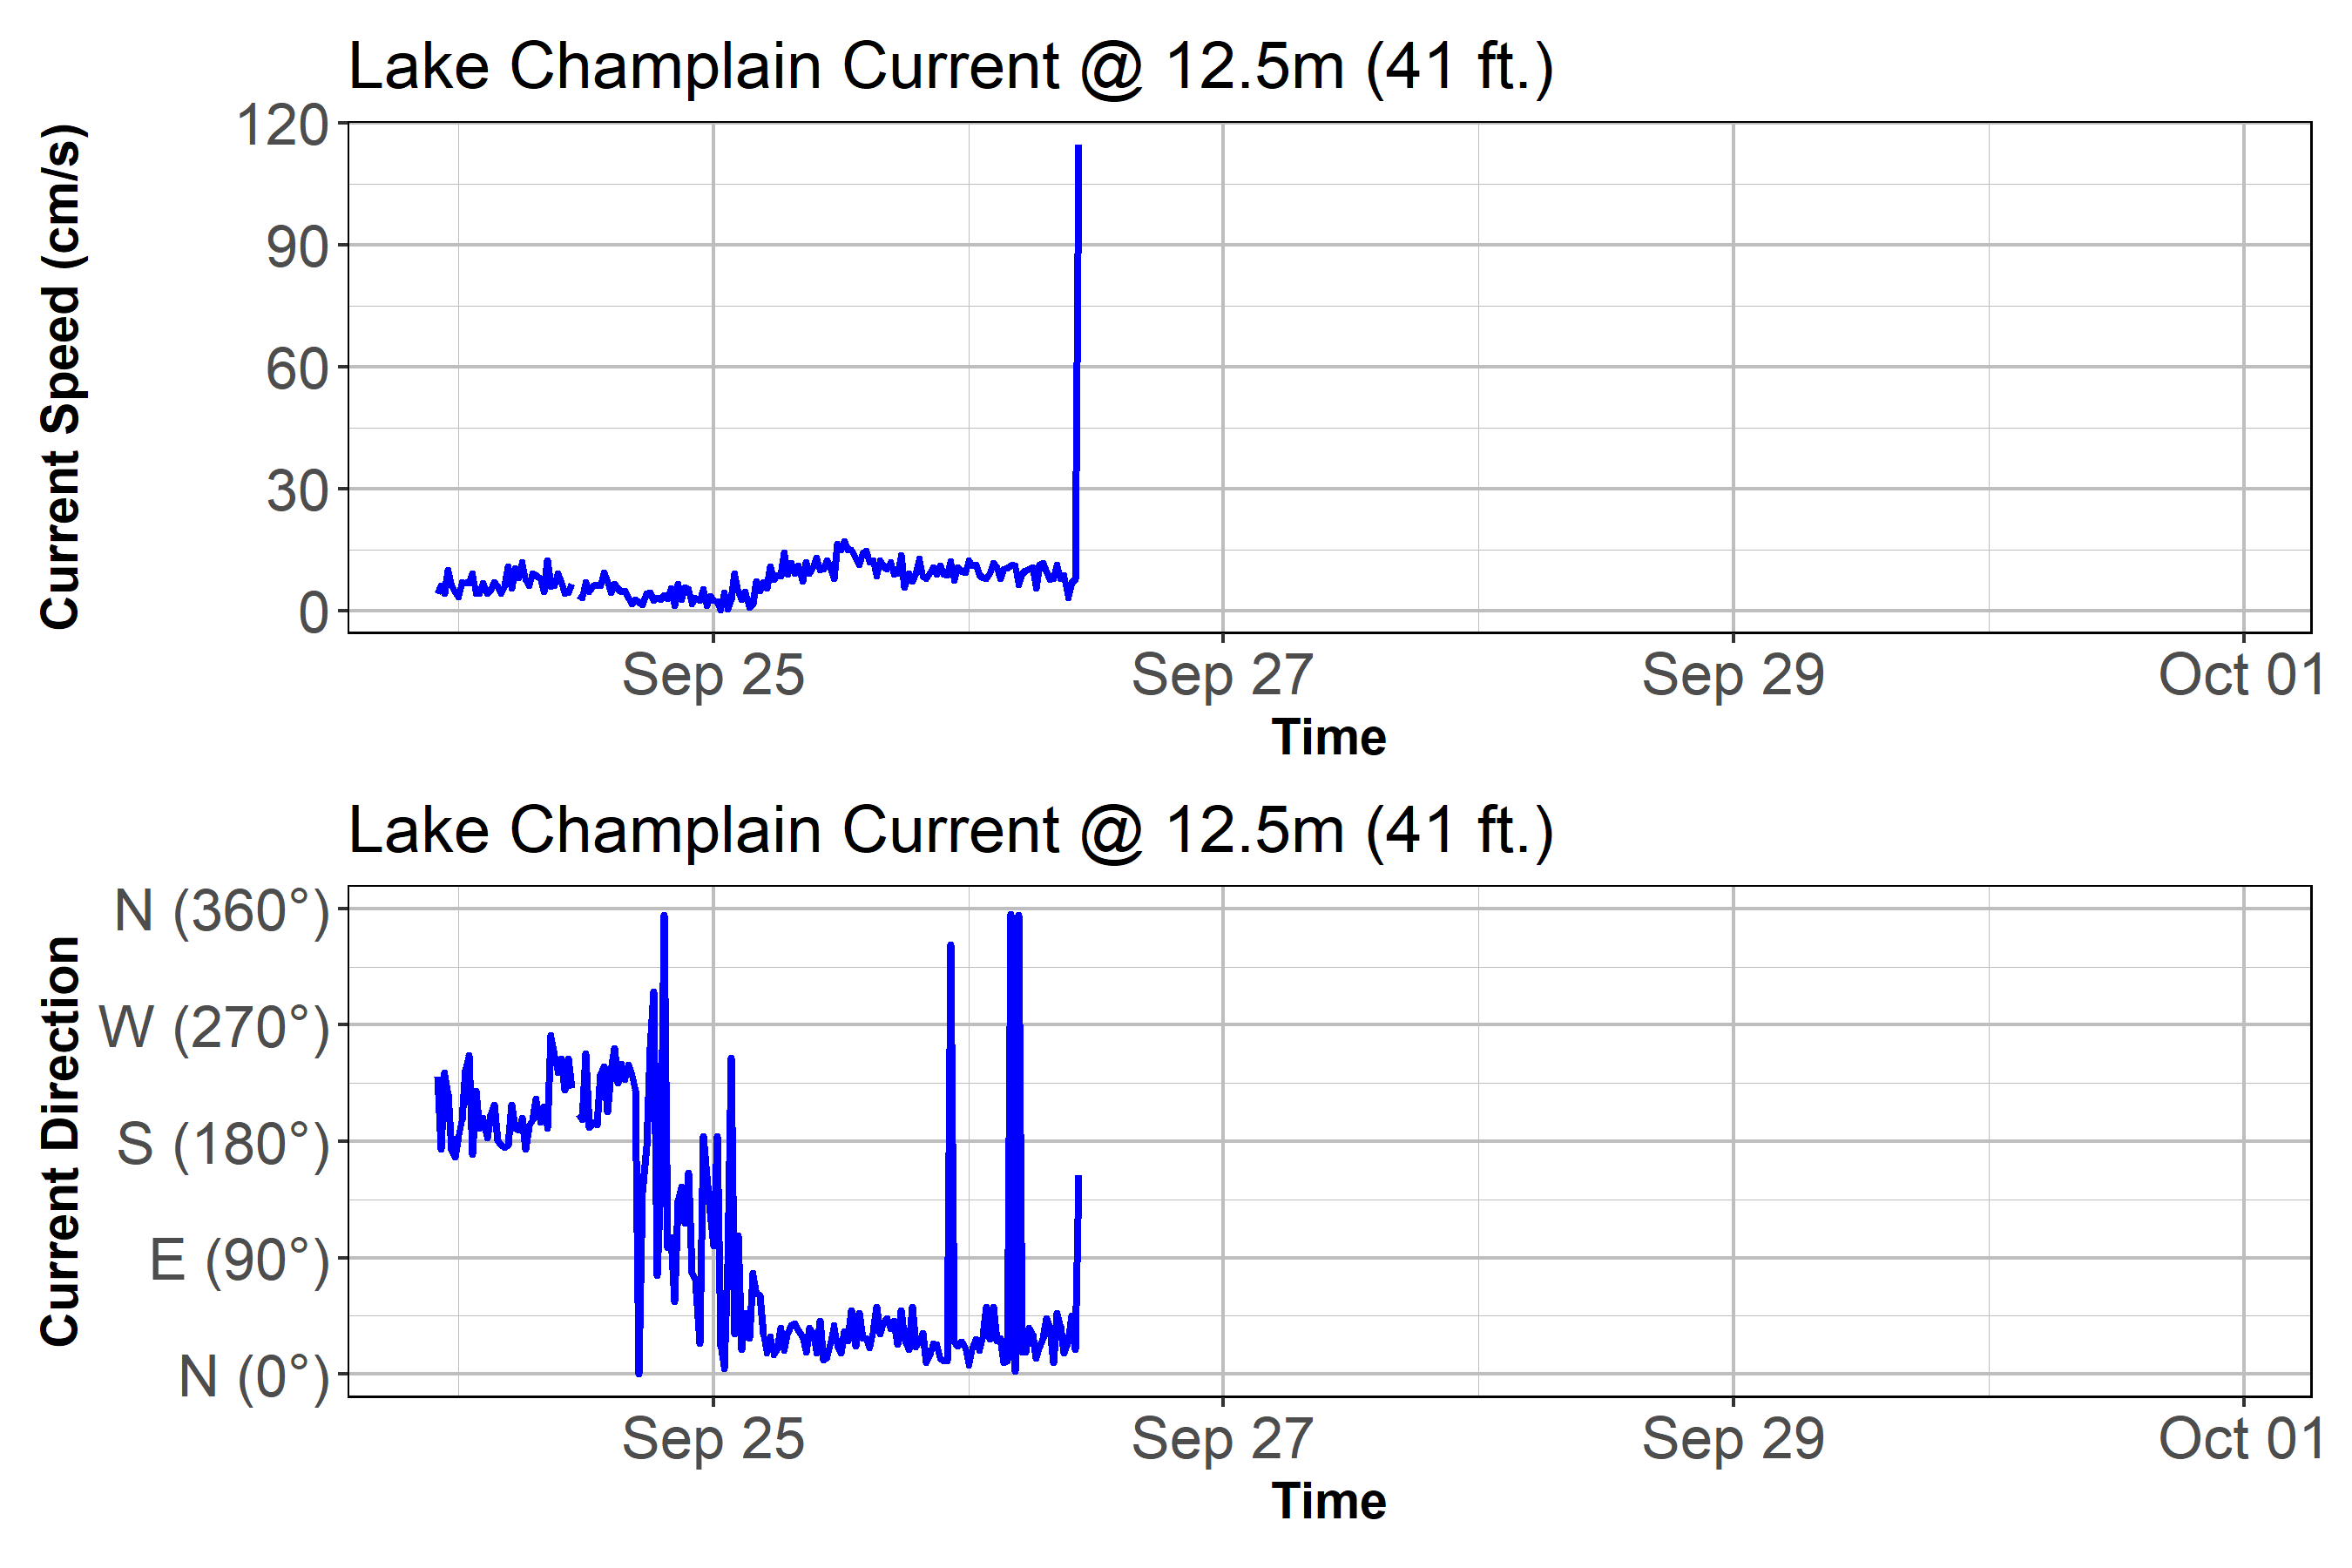 Lake Champlain Current @ 12.5m (41 ft.)
Current Speed (cm/s)
120
90
60
30
0
Sep 25 Sep 27 Sep 29 Oct 01
Time
Lake Champlain Current @ 12.5m (41 ft.)
Current Direction
N (360°)
W (270°)
S (180°)
E (90°)
N (0°)
Sep 25 Sep 27 Sep 29 Oct 01
Time